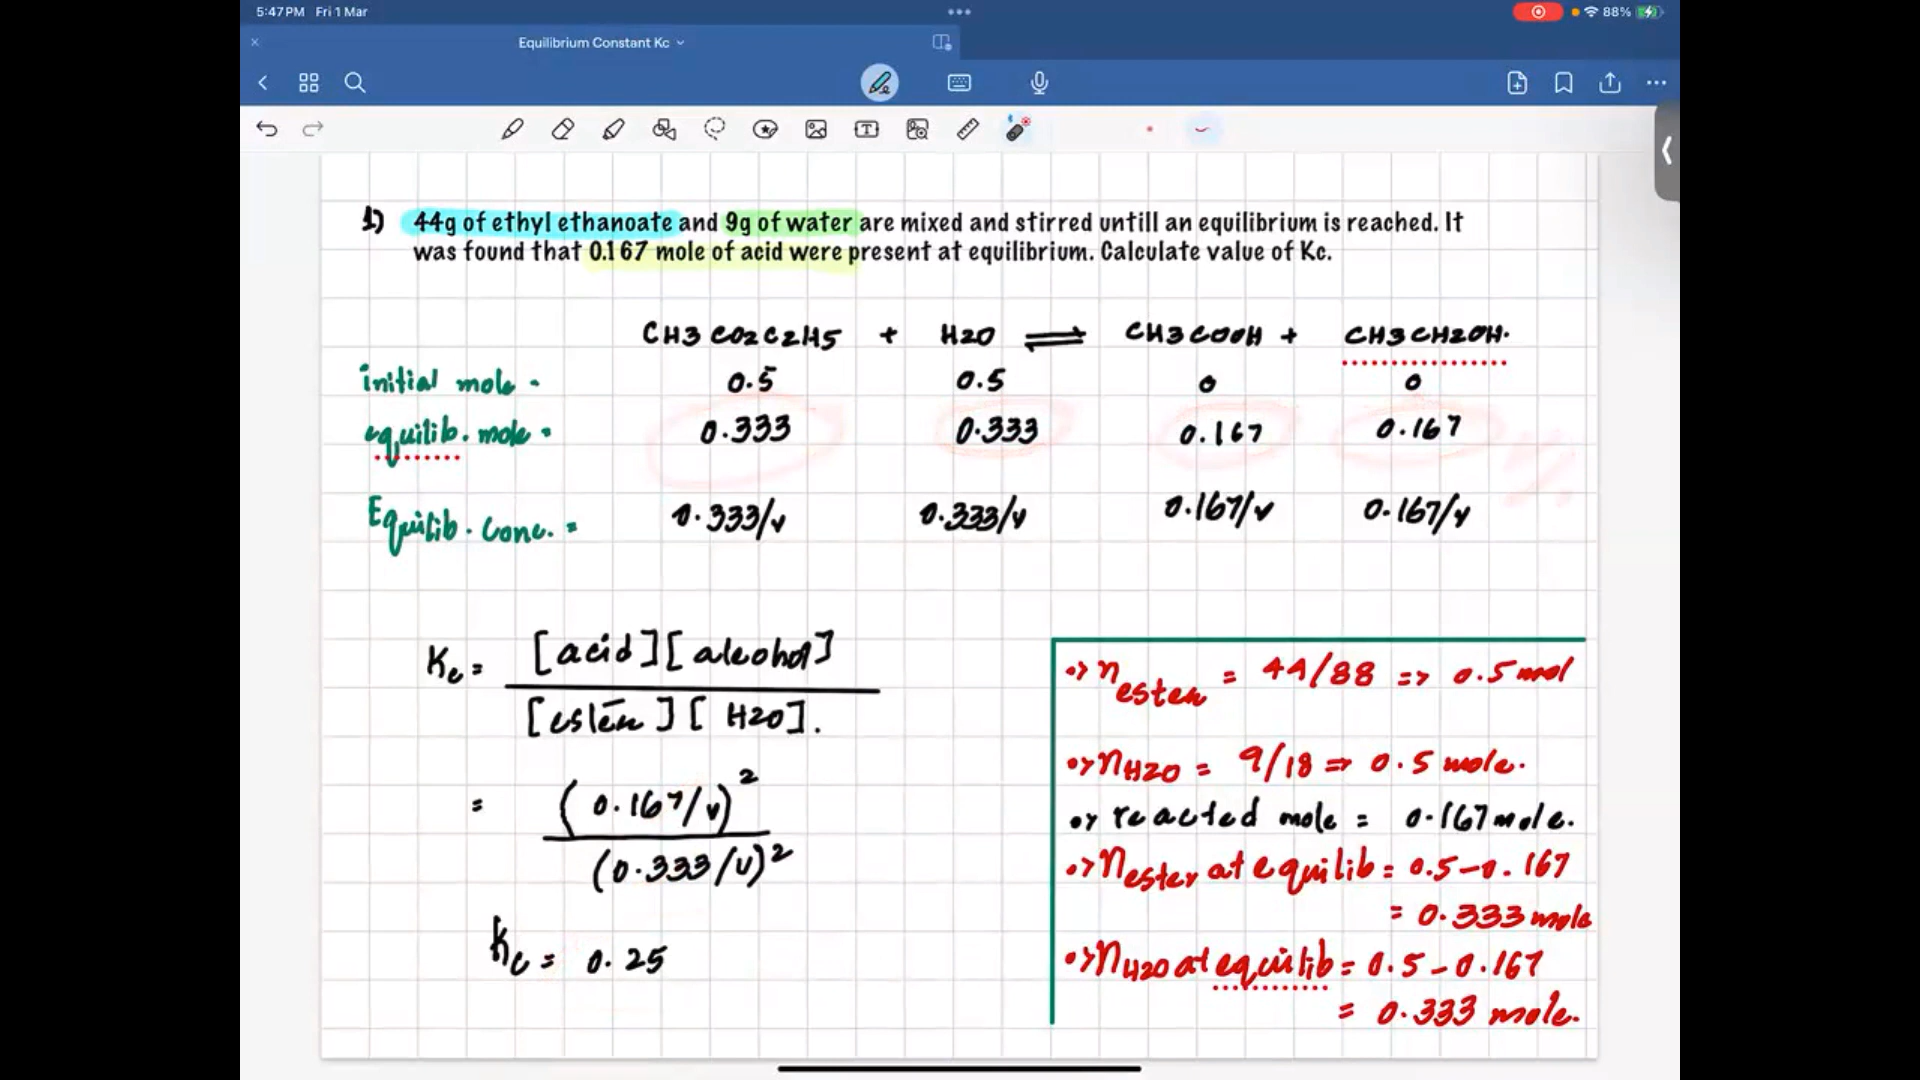 5:47 PM Fri 1 Mar
88%
Equilibrium Constant Kc
1) 44g of ethyl ethanoate and 9g of water are mixed and stirred untill an equilibrium is reached. It
was found that 0.167 mole of acid were present at equilibrium. Calculate value of Kc.
CH3CO2C2H5 + H2O ⇌ CH3COOH + CH3CH2OH.
initial mole - 0.5 0.5 0 0
equilib. mole = 0.333 0.333 0.167 0.167
Equilib. conc. = 0.333/v 0.333/v 0.167/v 0.167/v
Kc = [acid][alcohol]
[ester][H2O].
= (0.167/v)²
(0.333/v)²
Kc = 0.25
n ester = 44/88 => 0.5 mol
nH2O = 9/18 => 0.5 mole.
reacted mole = 0.167 mole.
n ester at equilib = 0.5-0.167
= 0.333 mole
nH2O at equilib = 0.5-0.167
= 0.333 mole.